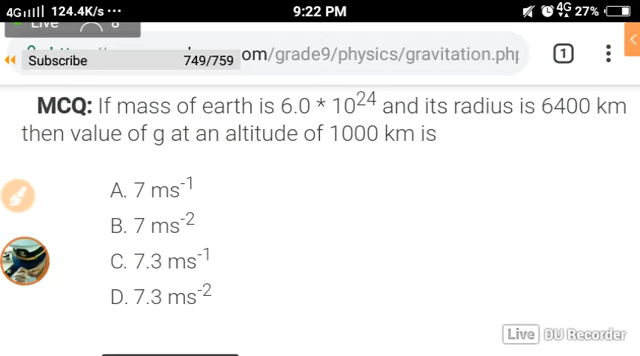 4G 124.4K/s ··· 9:22 PM 4G 27%
Live
Subscribe 749/759 om/grade9/physics/gravitation.php 1
MCQ: If mass of earth is 6.0 * 10²⁴ and its radius is 6400 km
then value of g at an altitude of 1000 km is
A. 7 ms⁻¹
B. 7 ms⁻²
C. 7.3 ms⁻¹
D. 7.3 ms⁻²
Live DU Recorder